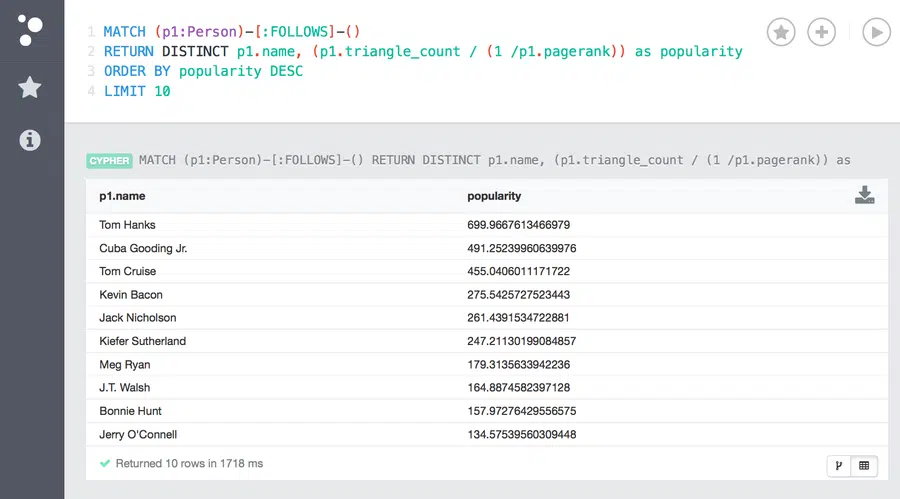 1 MATCH (p1:Person)-[:FOLLOWS]-()
2 RETURN DISTINCT p1.name, (p1.triangle_count / (1 /p1.pagerank)) as popularity
3 ORDER BY popularity DESC
4 LIMIT 10
CYPHER MATCH (p1:Person)-[:FOLLOWS]-() RETURN DISTINCT p1.name, (p1.triangle_count / (1 /p1.pagerank)) as
p1.name popularity
Tom Hanks 699.9667613466979
Cuba Gooding Jr. 491.25239960639976
Tom Cruise 455.0406011171722
Kevin Bacon 275.5425727523443
Jack Nicholson 261.4391534722881
Kiefer Sutherland 247.21130199084857
Meg Ryan 179.3135633942236
J.T. Walsh 164.8874582397128
Bonnie Hunt 157.97276429556575
Jerry O'Connell 134.57539560309448
Returned 10 rows in 1718 ms